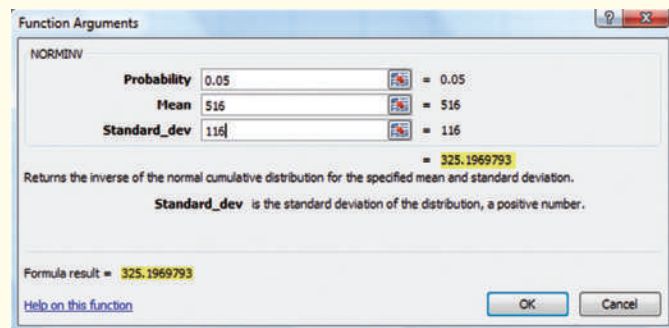 Function Arguments
NORMINV
Probability 0.05 = 0.05
Mean 516 = 516
Standard_dev 116 = 116
= 325.1969793
Returns the inverse of the normal cumulative distribution for the specified mean and standard deviation.
Standard_dev is the standard deviation of the distribution, a positive number.
Formula result = 325.1969793
Help on this function OK Cancel